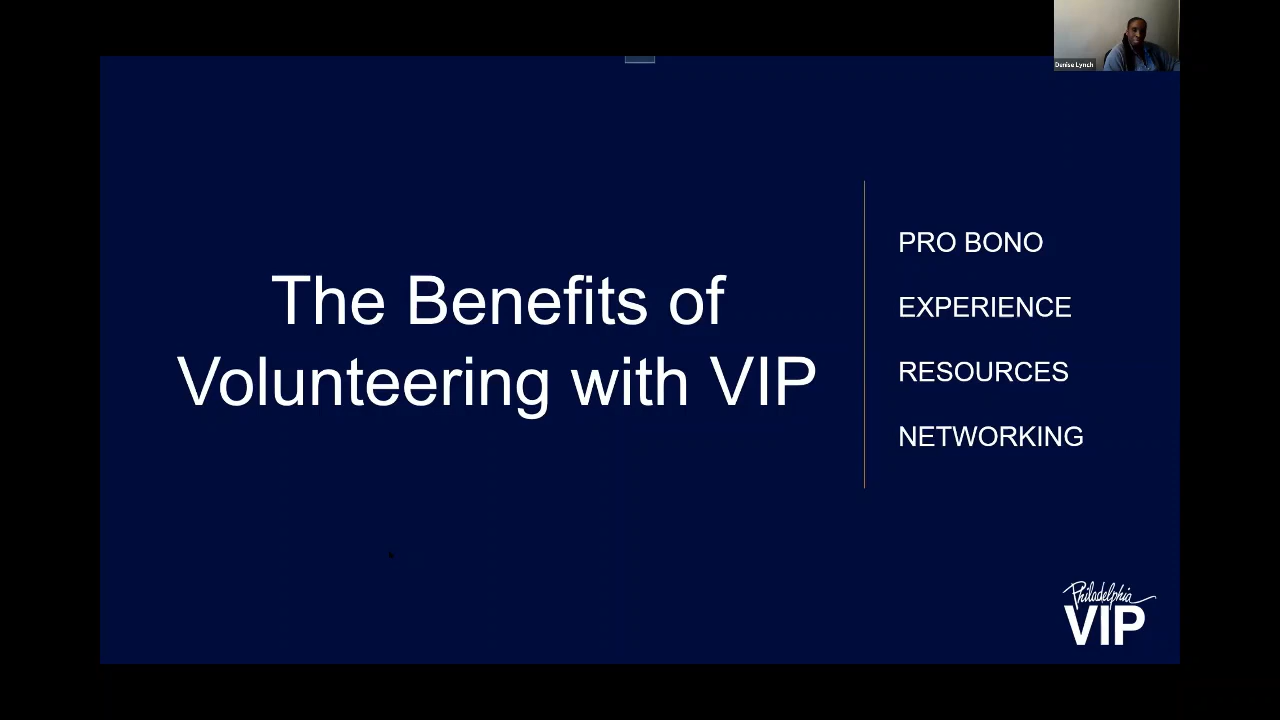 Denise Lynch
The Benefits of
Volunteering with VIP
PRO BONO
EXPERIENCE
RESOURCES
NETWORKING
Philadelphia
VIP